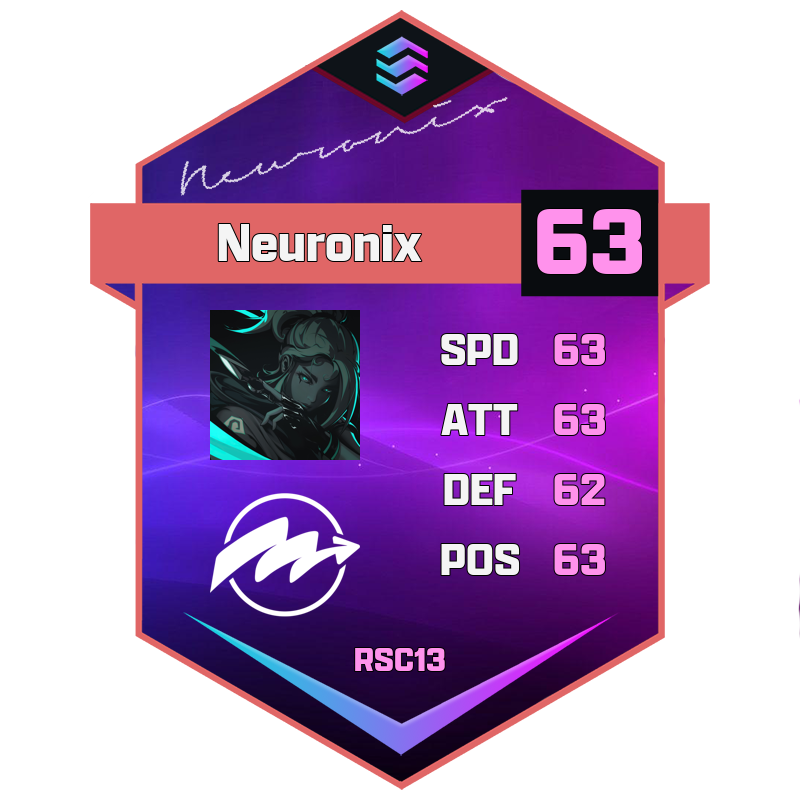 Neuronix
Neuronix
63
SPD 63
ATT 63
DEF 62
POS 63
RSC13